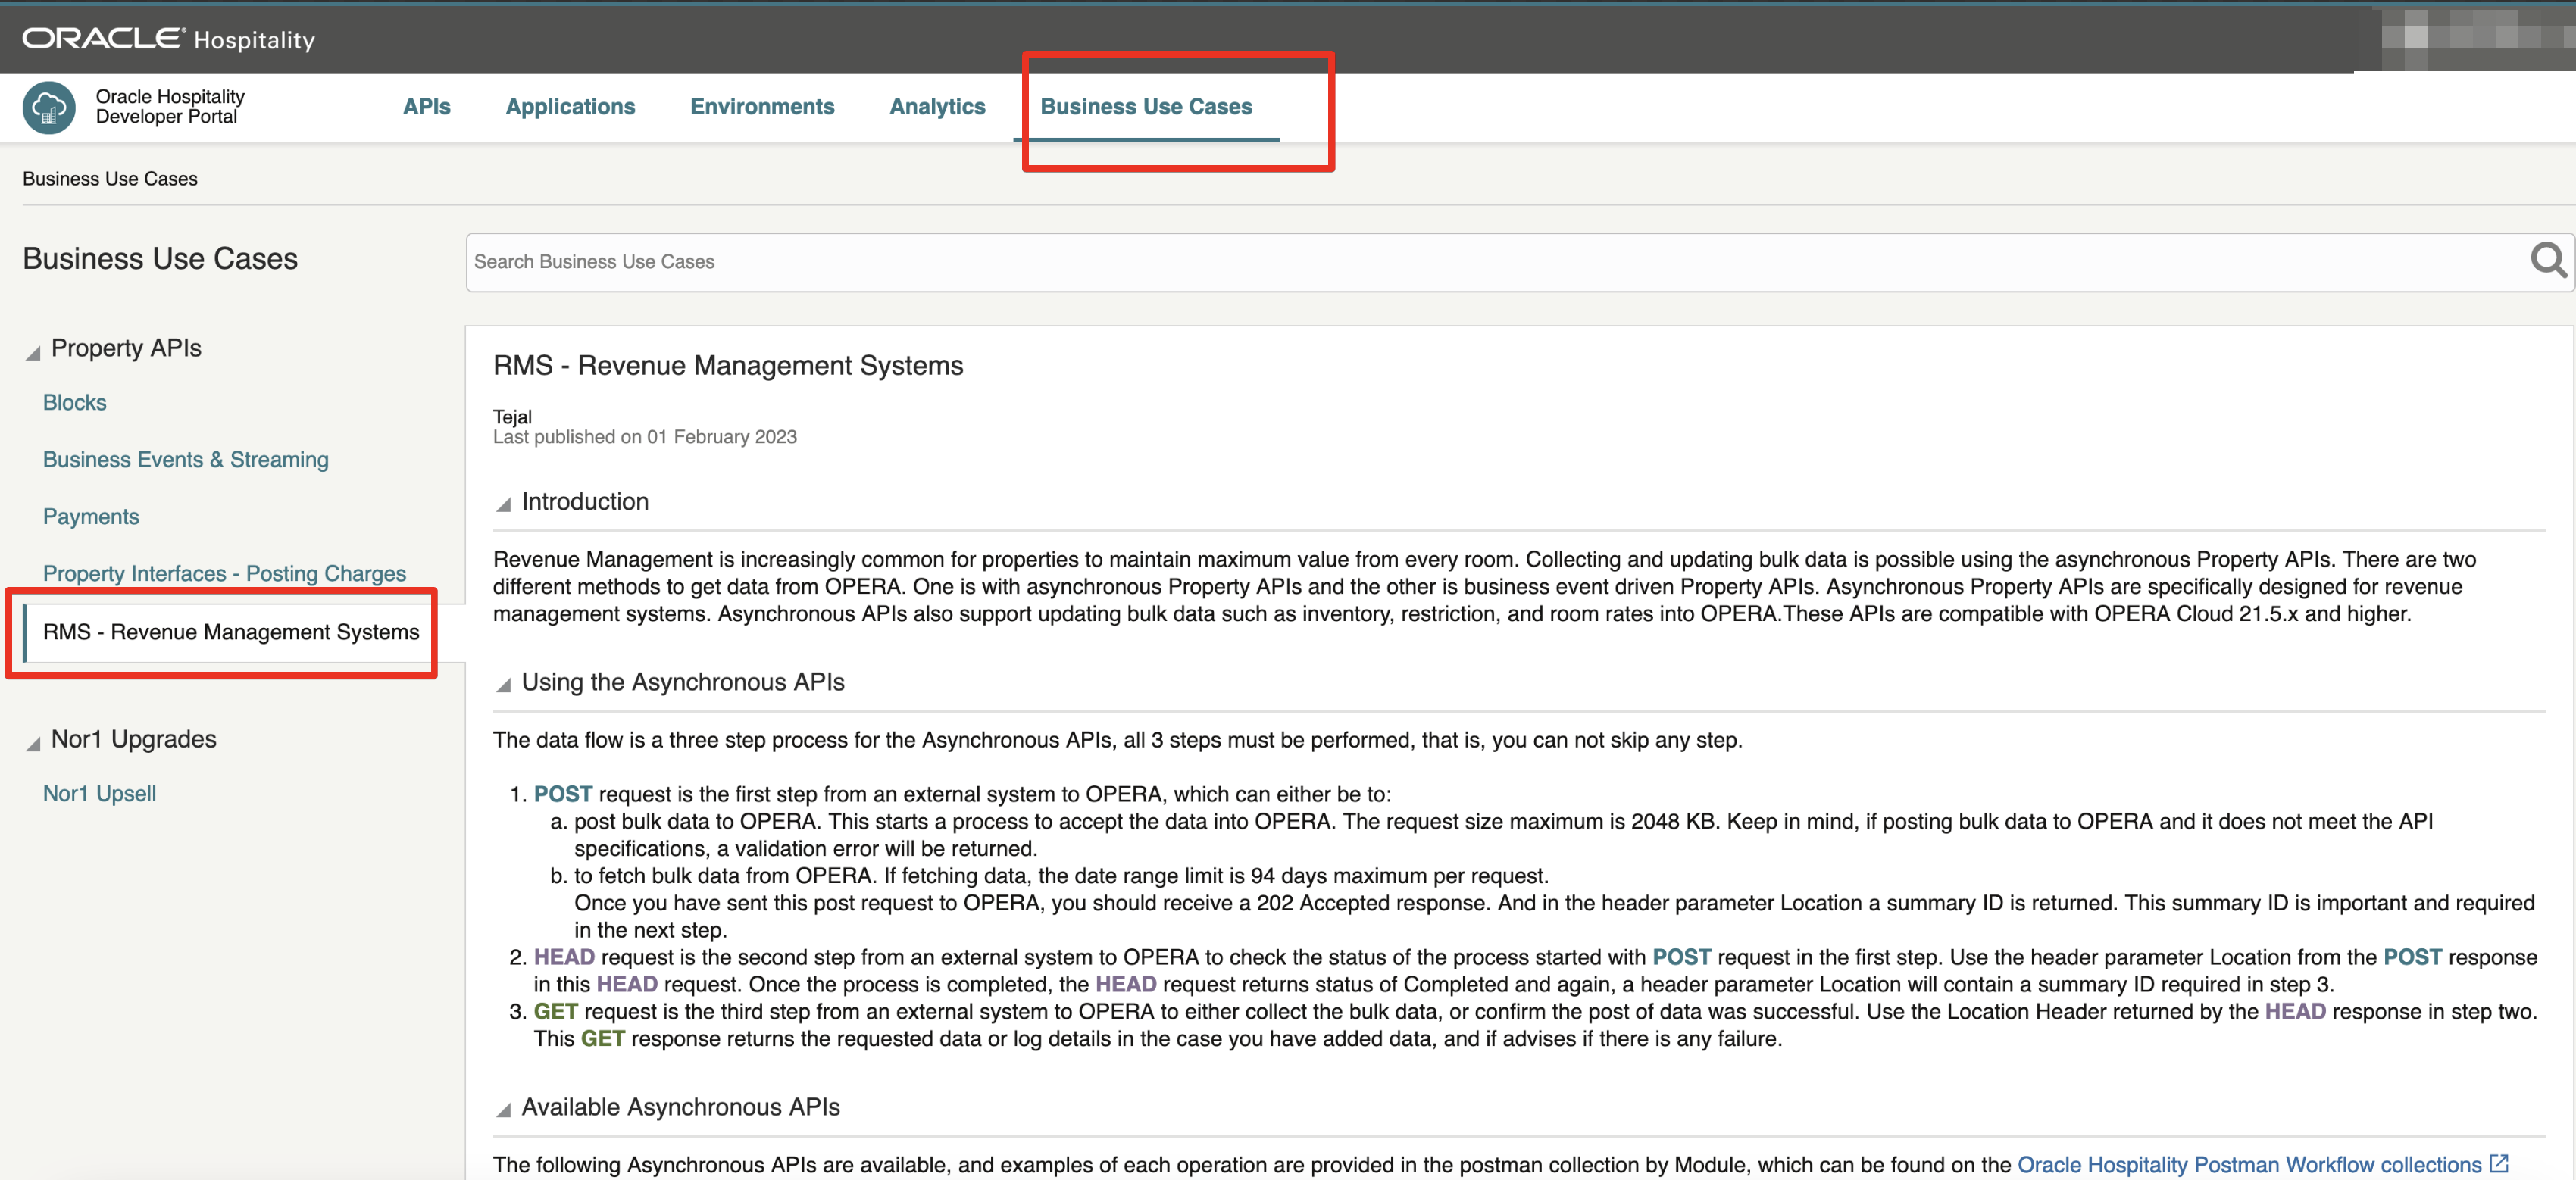 ORACLE® Hospitality
Oracle Hospitality
Developer Portal
APIs
Applications
Environments
Analytics
Business Use Cases
Business Use Cases
Business Use Cases
Search Business Use Cases
Property APIs
Blocks
Business Events & Streaming
Payments
Property Interfaces - Posting Charges
RMS - Revenue Management Systems
Nor1 Upgrades
Nor1 Upsell
RMS - Revenue Management Systems
Tejal
Last published on 01 February 2023
Introduction
Revenue Management is increasingly common for properties to maintain maximum value from every room. Collecting and updating bulk data is possible using the asynchronous Property APIs. There are two
different methods to get data from OPERA. One is with asynchronous Property APIs and the other is business event driven Property APIs. Asynchronous Property APIs are specifically designed for revenue
management systems. Asynchronous APIs also support updating bulk data such as inventory, restriction, and room rates into OPERA.These APIs are compatible with OPERA Cloud 21.5.x and higher.
Using the Asynchronous APIs
The data flow is a three step process for the Asynchronous APIs, all 3 steps must be performed, that is, you can not skip any step.
1. POST request is the first step from an external system to OPERA, which can either be to:
a. post bulk data to OPERA. This starts a process to accept the data into OPERA. The request size maximum is 2048 KB. Keep in mind, if posting bulk data to OPERA and it does not meet the API
specifications, a validation error will be returned.
b. to fetch bulk data from OPERA. If fetching data, the date range limit is 94 days maximum per request.
Once you have sent this post request to OPERA, you should receive a 202 Accepted response. And in the header parameter Location a summary ID is returned. This summary ID is important and required
in the next step.
2. HEAD request is the second step from an external system to OPERA to check the status of the process started with POST request in the first step. Use the header parameter Location from the POST response
in this HEAD request. Once the process is completed, the HEAD request returns status of Completed and again, a header parameter Location will contain a summary ID required in step 3.
3. GET request is the third step from an external system to OPERA to either collect the bulk data, or confirm the post of data was successful. Use the Location Header returned by the HEAD response in step two.
This GET response returns the requested data or log details in the case you have added data, and if advises if there is any failure.
Available Asynchronous APIs
The following Asynchronous APIs are available, and examples of each operation are provided in the postman collection by Module, which can be found on the Oracle Hospitality Postman Workflow collections